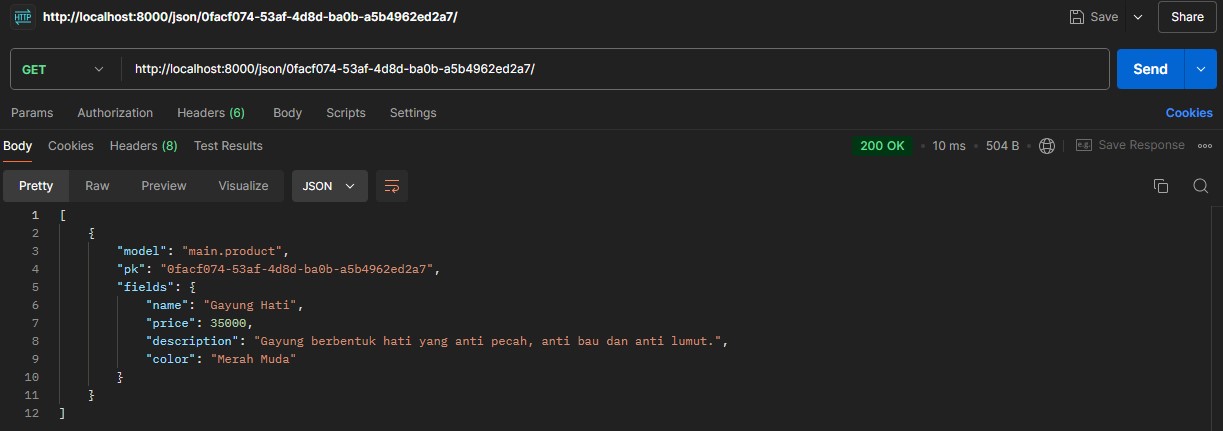 HTTP http://localhost:8000/json/0facf074-53af-4d8d-ba0b-a5b4962ed2a7/ Save Share
GET http://localhost:8000/json/0facf074-53af-4d8d-ba0b-a5b4962ed2a7/ Send
Params Authorization Headers (6) Body Scripts Settings Cookies
Body Cookies Headers (8) Test Results 200 OK • 10 ms • 504 B • e.g. Save Response
Pretty Raw Preview Visualize JSON
1 [
2 {
3 "model": "main.product",
4 "pk": "0facf074-53af-4d8d-ba0b-a5b4962ed2a7",
5 "fields": {
6 "name": "Gayung Hati",
7 "price": 35000,
8 "description": "Gayung berbentuk hati yang anti pecah, anti bau dan anti lumut.",
9 "color": "Merah Muda"
10 }
11 }
12 ]